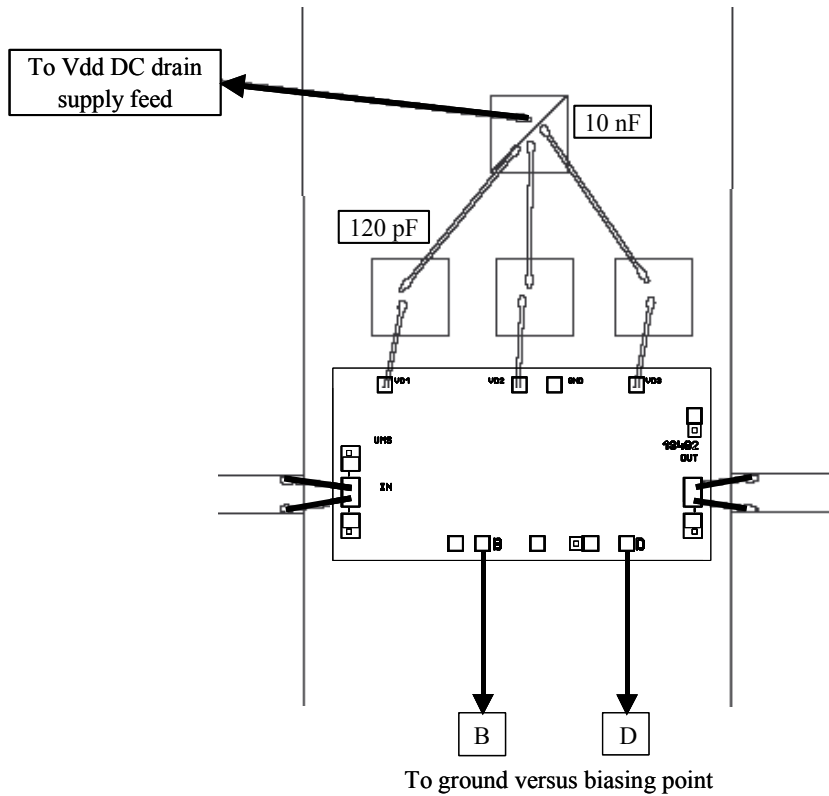 To Vdd DC drain
supply feed
10 nF
120 pF
VD1
VD2
GND
VD3
UMS
OUT
IN
B
D
B
D
To ground versus biasing point